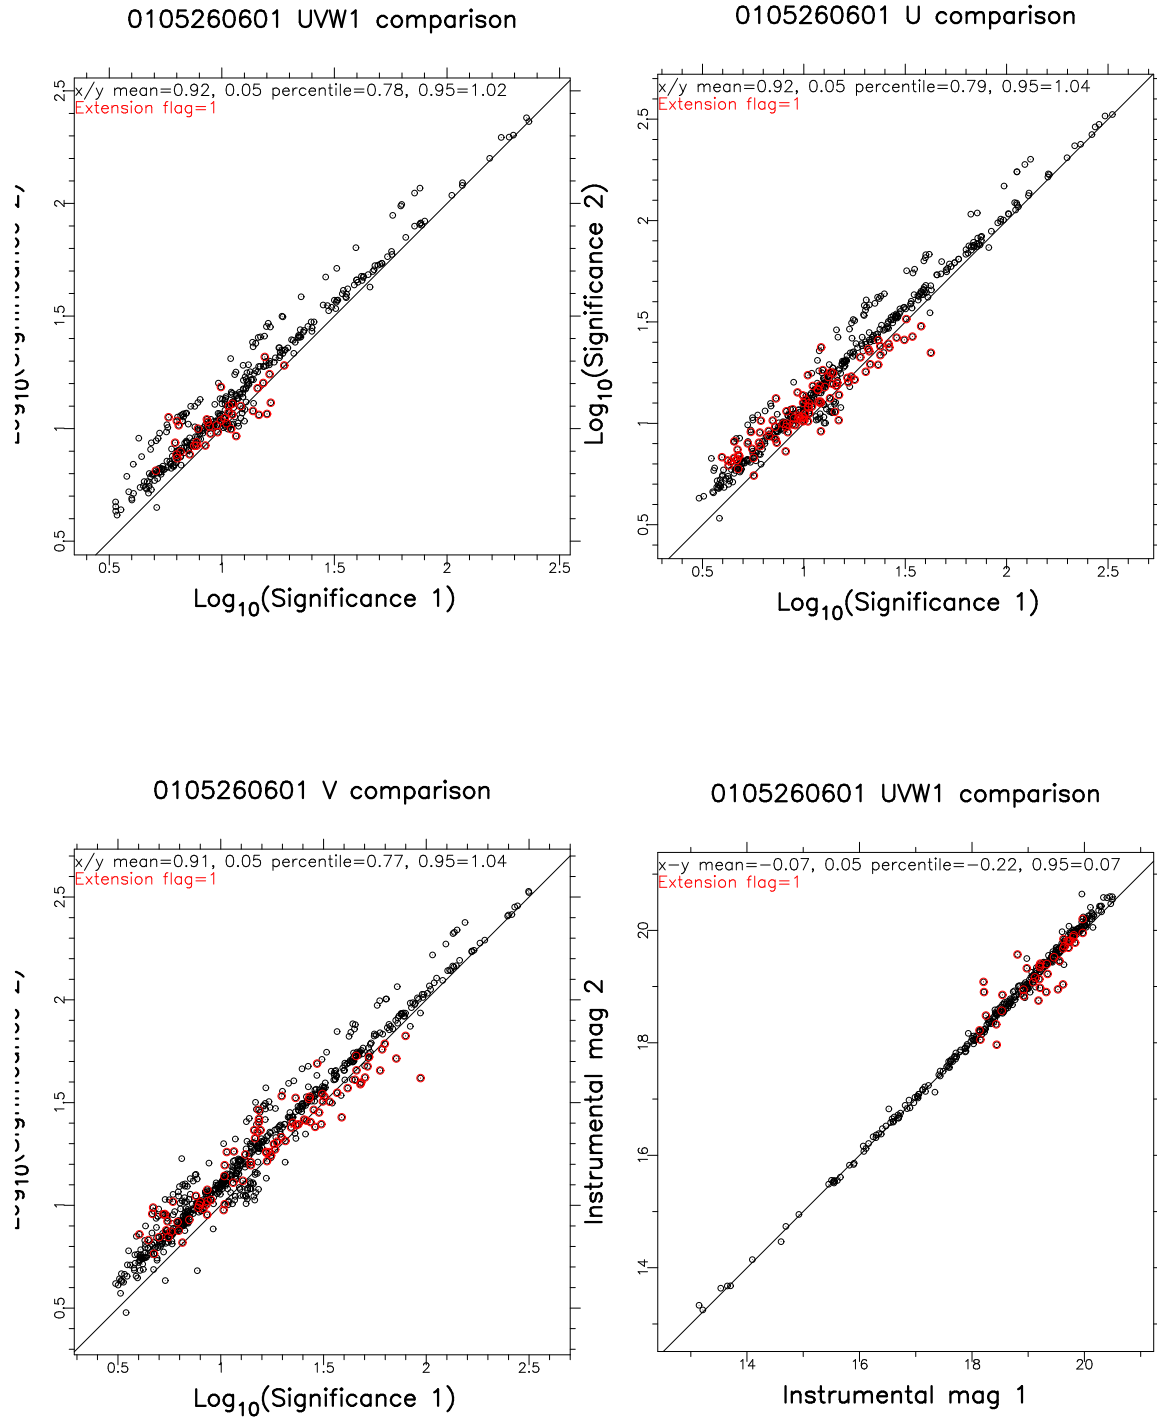 0105260601 UVW1 comparison
x/y mean=0.92, 0.05 percentile=0.78, 0.95=1.02
Extension flag=1
2.5
2
1.5
1
0.5
0.5 1 1.5 2 2.5
Log10(Significance 1)
0105260601 U comparison
x/y mean=0.92, 0.05 percentile=0.79, 0.95=1.04
Extension flag=1
Log10(Significance 2)
2.5
2
1.5
1
0.5
0.5 1 1.5 2 2.5
Log10(Significance 1)
0105260601 V comparison
x/y mean=0.91, 0.05 percentile=0.77, 0.95=1.04
Extension flag=1
2.5
2
1.5
1
0.5
0.5 1 1.5 2 2.5
Log10(Significance 1)
0105260601 UVW1 comparison
x-y mean=-0.07, 0.05 percentile=-0.22, 0.95=0.07
Extension flag=1
Instrumental mag 2
20
18
16
14
14 16 18 20
Instrumental mag 1